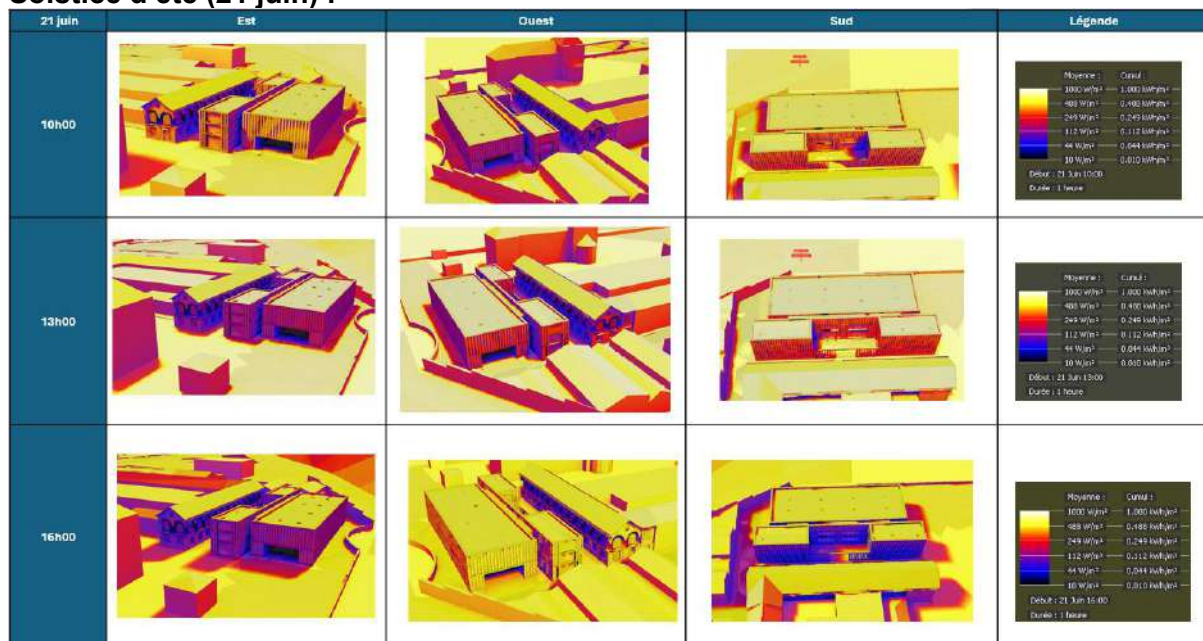 Solstice d'été (21 juin) :
21 juin Est Ouest Sud Légende
10h00
Moyenne : Cumul :
1000 W/m² 1.000 kWh/m²
488 W/m² 0.488 kWh/m²
249 W/m² 0.249 kWh/m²
112 W/m² 0.112 kWh/m²
44 W/m² 0.044 kWh/m²
10 W/m² 0.010 kWh/m²
Début : 21 Juin 10:00
Durée : 1 heure
13h00
Moyenne : Cumul :
1000 W/m² 1.000 kWh/m²
488 W/m² 0.488 kWh/m²
249 W/m² 0.249 kWh/m²
112 W/m² 0.112 kWh/m²
44 W/m² 0.044 kWh/m²
10 W/m² 0.010 kWh/m²
Début : 21 Juin 13:00
Durée : 1 heure
16h00
Moyenne : Cumul :
1000 W/m² 1.000 kWh/m²
488 W/m² 0.488 kWh/m²
249 W/m² 0.249 kWh/m²
112 W/m² 0.112 kWh/m²
44 W/m² 0.044 kWh/m²
10 W/m² 0.010 kWh/m²
Début : 21 Juin 16:00
Durée : 1 heure